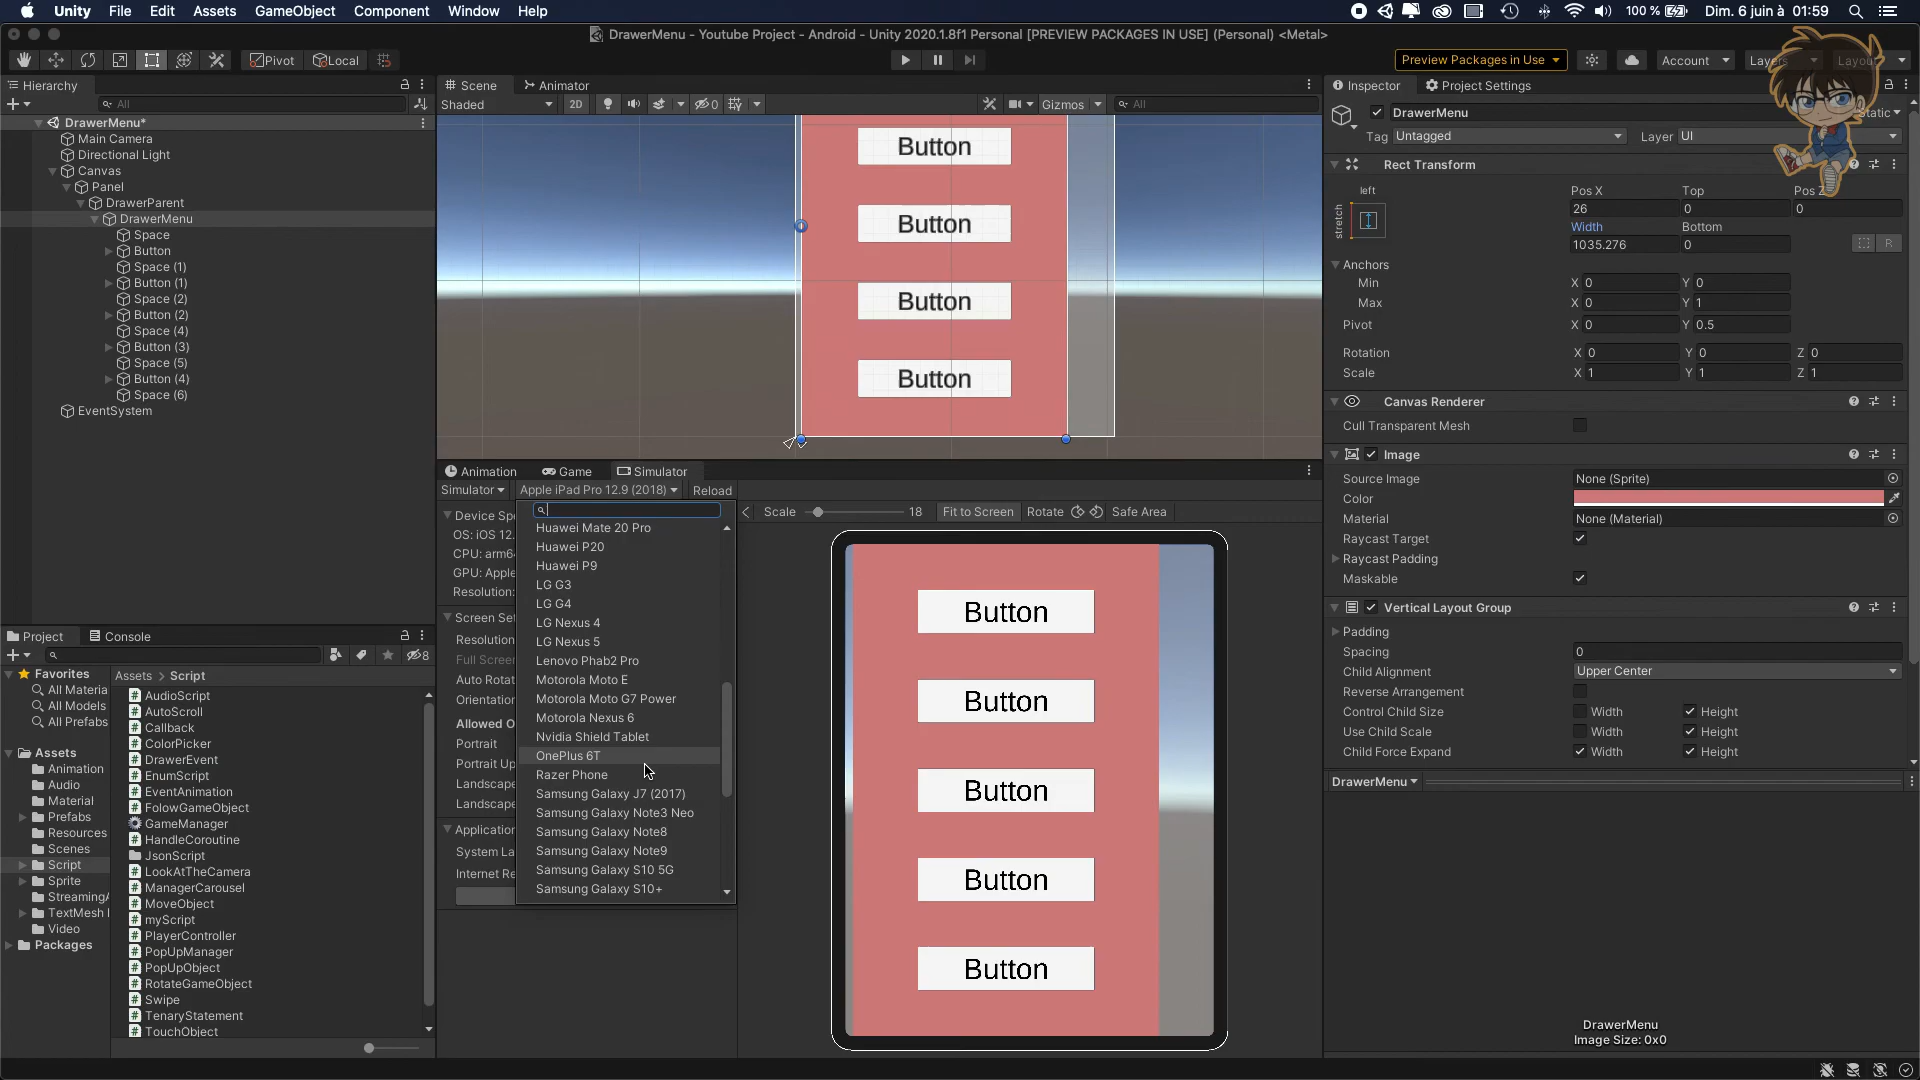 Unity File Edit Assets GameObject Component Window Help
100 % Dim. 6 juin à 01:59
DrawerMenu - Youtube Project - Android - Unity 2020.1.8f1 Personal [PREVIEW PACKAGES IN USE] (Personal) <Metal>
Pivot Local
Preview Packages in Use Account
Hierarchy
All
DrawerMenu*
Main Camera
Directional Light
Canvas
Panel
DrawerParent
DrawerMenu
Space
Button
Space (1)
Button (1)
Space (2)
Button (2)
Space (4)
Button (3)
Space (5)
Button (4)
Space (6)
EventSystem
Scene Animator
Shaded 2D 0 Gizmos All
Button
Button
Button
Button
Animation Game Simulator
Simulator Apple iPad Pro 12.9 (2018) Reload
Scale 18 Fit to Screen Rotate Safe Area
Device Spe
OS: iOS 12.
CPU: arm6
GPU: Apple
Resolution:
Screen Set
Resolution
Full Screen
Auto Rotat
Orientation
Allowed O
Portrait
Portrait Up
Landscape
Landscape
Application
System La
Internet Re
Huawei Mate 20 Pro
Huawei P20
Huawei P9
LG G3
LG G4
LG Nexus 4
LG Nexus 5
Lenovo Phab2 Pro
Motorola Moto E
Motorola Moto G7 Power
Motorola Nexus 6
Nvidia Shield Tablet
OnePlus 6T
Razer Phone
Samsung Galaxy J7 (2017)
Samsung Galaxy Note3 Neo
Samsung Galaxy Note8
Samsung Galaxy Note9
Samsung Galaxy S10 5G
Samsung Galaxy S10+
Button
Button
Button
Button
Button
Project Console
8
Favorites
All Materia
All Models
All Prefabs
Assets
Animation
Audio
Material
Prefabs
Resources
Scenes
Script
Sprite
StreamingA
TextMesh
Video
Packages
Assets > Script
AudioScript
AutoScroll
Callback
ColorPicker
DrawerEvent
EnumScript
EventAnimation
FolowGameObject
GameManager
HandleCoroutine
JsonScript
LookAtTheCamera
ManagerCarousel
MoveObject
myScript
PlayerController
PopUpManager
PopUpObject
RotateGameObject
Swipe
TenaryStatement
TouchObject
Inspector Project Settings
DrawerMenu Static
Tag Untagged Layer UI
Rect Transform
left
stretch
Pos X Top Pos Z
26 0 0
Width Bottom
1035.276 0
R
Anchors
Min X 0 Y 0
Max X 0 Y 1
Pivot X 0 Y 0.5
Rotation X 0 Y 0 Z 0
Scale X 1 Y 1 Z 1
Canvas Renderer
Cull Transparent Mesh
Image
Source Image None (Sprite)
Color
Material None (Material)
Raycast Target
Raycast Padding
Maskable
Vertical Layout Group
Padding
Spacing 0
Child Alignment Upper Center
Reverse Arrangement
Control Child Size Width Height
Use Child Scale Width Height
Child Force Expand Width Height
DrawerMenu
DrawerMenu
Image Size: 0x0